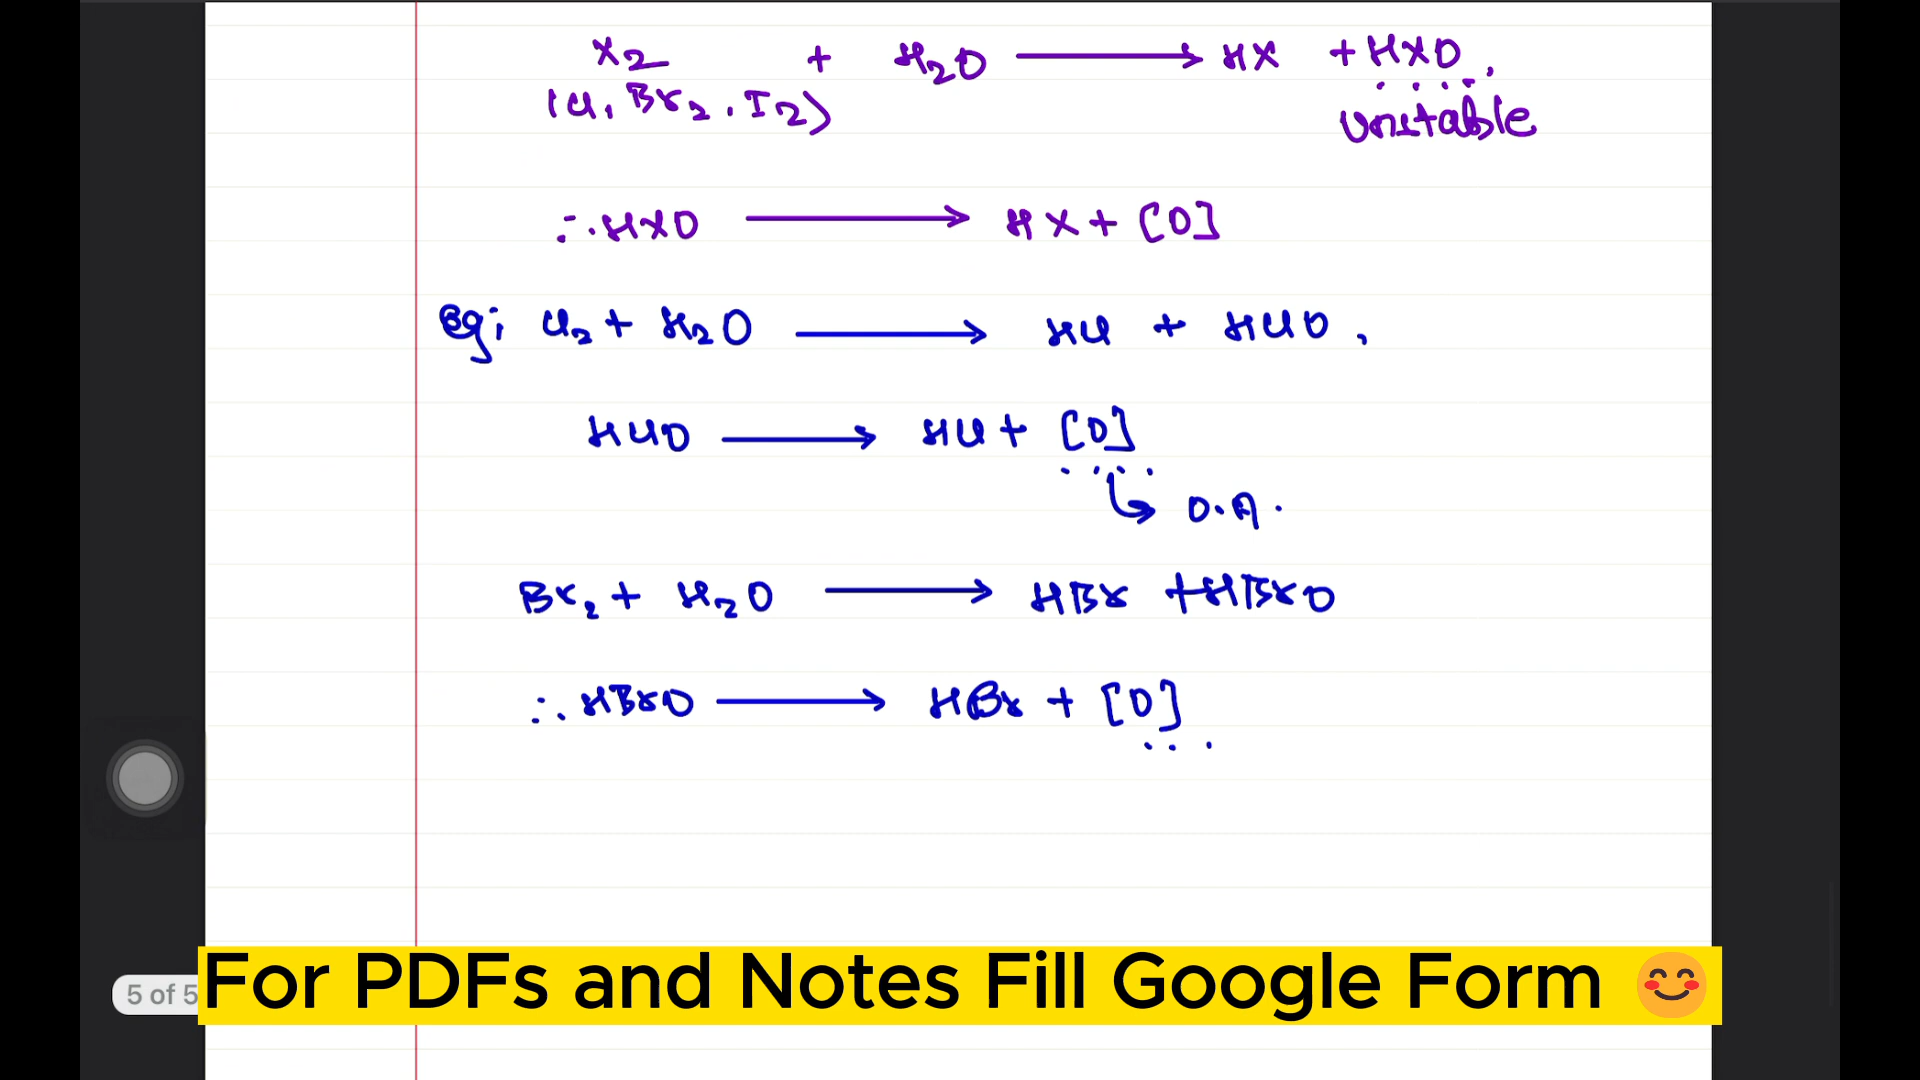 X₂ + H₂O ⟶ HX + HXO,
(Cl, Br₂, I₂) unstable
∴ HXO ⟶ HX + [O]
Eg; Cl₂ + H₂O ⟶ HCl + HClO,
HClO ⟶ HCl + [O]
↳ O.A.
Br₂ + H₂O ⟶ HBr + HBrO
∴ HBrO ⟶ HBr + [O]
For PDFs and Notes Fill Google Form 😊
5 of 5